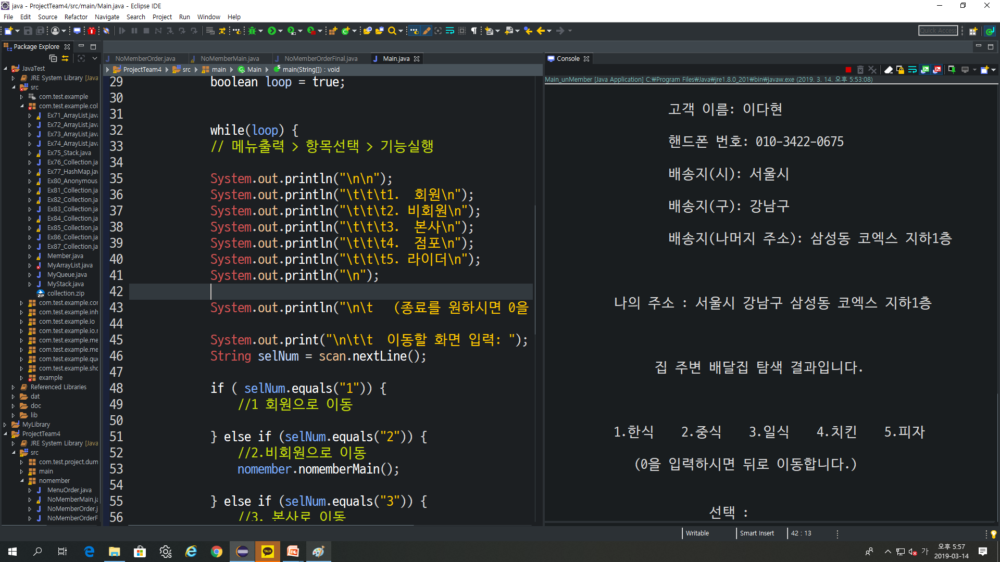 java - ProjectTeam4/src/main/Main.java - Eclipse IDE
File Edit Source Refactor Navigate Search Project Run Window Help
Quick Access
Package Explore
JavaTest
JRE System Library [Java
src
com.test.example
com.test.example.col
Ex71_ArrayList.java
Ex72_ArrayList.java
Ex73_ArrayList.java
Ex74_ArrayList.java
Ex75_Stack.java
Ex76_Collection.ja
Ex77_HashMap.jav
Ex80_Anonymous
Ex81_Collection.ja
Ex82_Collection.ja
Ex83_Collection.ja
Ex84_Collection.ja
Ex85_Collection.ja
Ex86_Collection.ja
Ex87_Collection.ja
Member.java
MyArrayList.java
MyQueue.java
MyStack.java
collection.zip
com.test.example.cor
com.test.example.inh
com.test.example.io
com.test.example.io.r
com.test.example.me
com.test.example.me
com.test.example.que
com.test.example.shc
example
Referenced Libraries
dat
doc
lib
MyLibrary
ProjectTeam4
JRE System Library [Java
src
com.test.project.dum
main
nomember
MenuOrder.java
NoMemberMain.ja
NoMemberOrder.j
NoMemberOrderF
NoMemberOrder.java NoMemberMain.java NoMemberOrderFinal.java Main.java
ProjectTeam4 src main Main main(String[]) : void
29 boolean loop = true;
30
31
32 while(loop) {
33 // 메뉴출력 > 항목선택 > 기능실행
34
35 System.out.println("\n\n");
36 System.out.println("\t\t\t1. 회원\n");
37 System.out.println("\t\t\t2. 비회원\n");
38 System.out.println("\t\t\t3. 본사\n");
39 System.out.println("\t\t\t4. 점포\n");
40 System.out.println("\t\t\t5. 라이더\n");
41 System.out.println("\n");
42
43 System.out.println("\n\t (종료를 원하시면 0을
44
45 System.out.print("\n\t\t 이동할 화면 입력: ");
46 String selNum = scan.nextLine();
47
48 if ( selNum.equals("1")) {
49 //1 회원으로 이동
50
51 } else if (selNum.equals("2")) {
52 //2.비회원으로 이동
53 nomember.nomemberMain();
54
55 } else if (selNum.equals("3")) {
56 //3. 본사로 이동
Console
Main_unMember [Java Application] C:₩Program Files₩Java₩jre1.8.0_201₩bin₩javaw.exe (2019. 3. 14. 오후 5:53:08)
고객 이름: 이다현
핸드폰 번호: 010-3422-0675
배송지(시): 서울시
배송지(구): 강남구
배송지(나머지 주소): 삼성동 코엑스 지하1층
나의 주소 : 서울시 강남구 삼성동 코엑스 지하1층
집 주변 배달집 탐색 결과입니다.
1.한식 2.중식 3.일식 4.치킨 5.피자
(0을 입력하시면 뒤로 이동합니다.)
선택 :
Writable Smart Insert 42 : 13
TALK
가
오후 5:57
2019-03-14